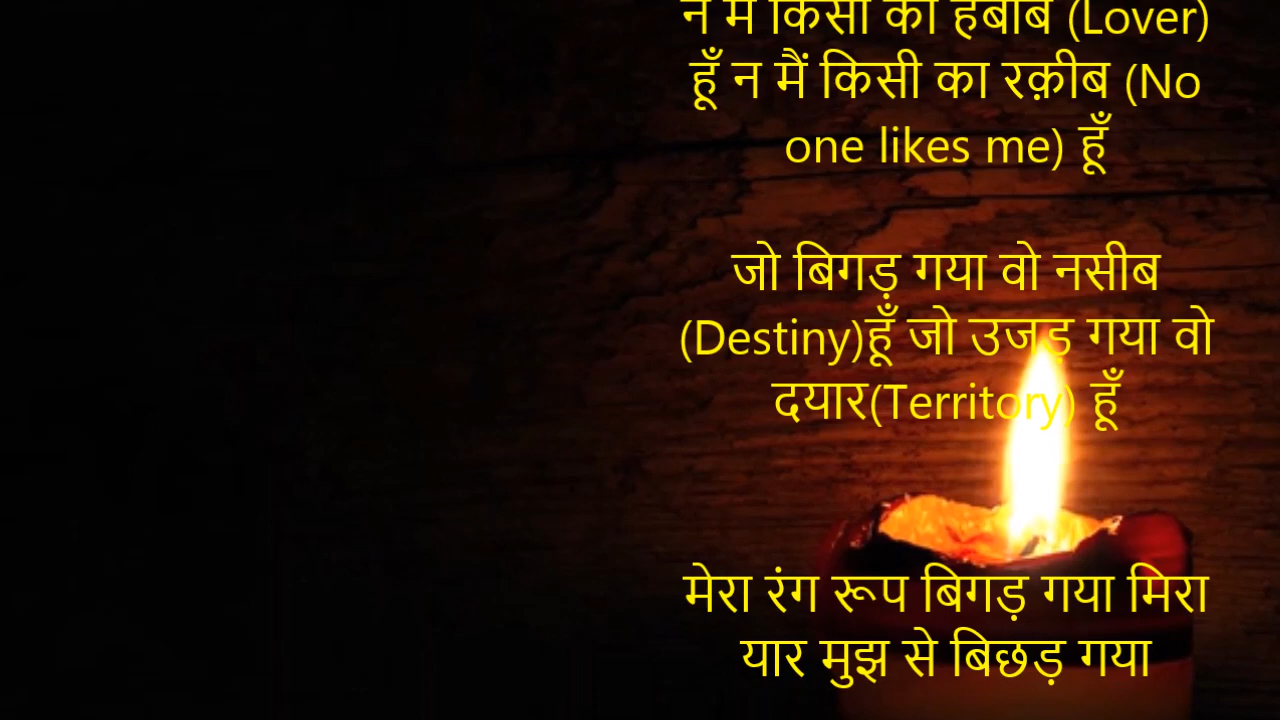 न मैं किसी का हबीब (Lover)
हूँ न मैं किसी का रक़ीब (No
one likes me) हूँ
जो बिगड़ गया वो नसीब
(Destiny)हूँ जो उजड़ गया वो
दयार(Territory) हूँ
मेरा रंग रूप बिगड़ गया मिरा
यार मुझ से बिछड़ गया